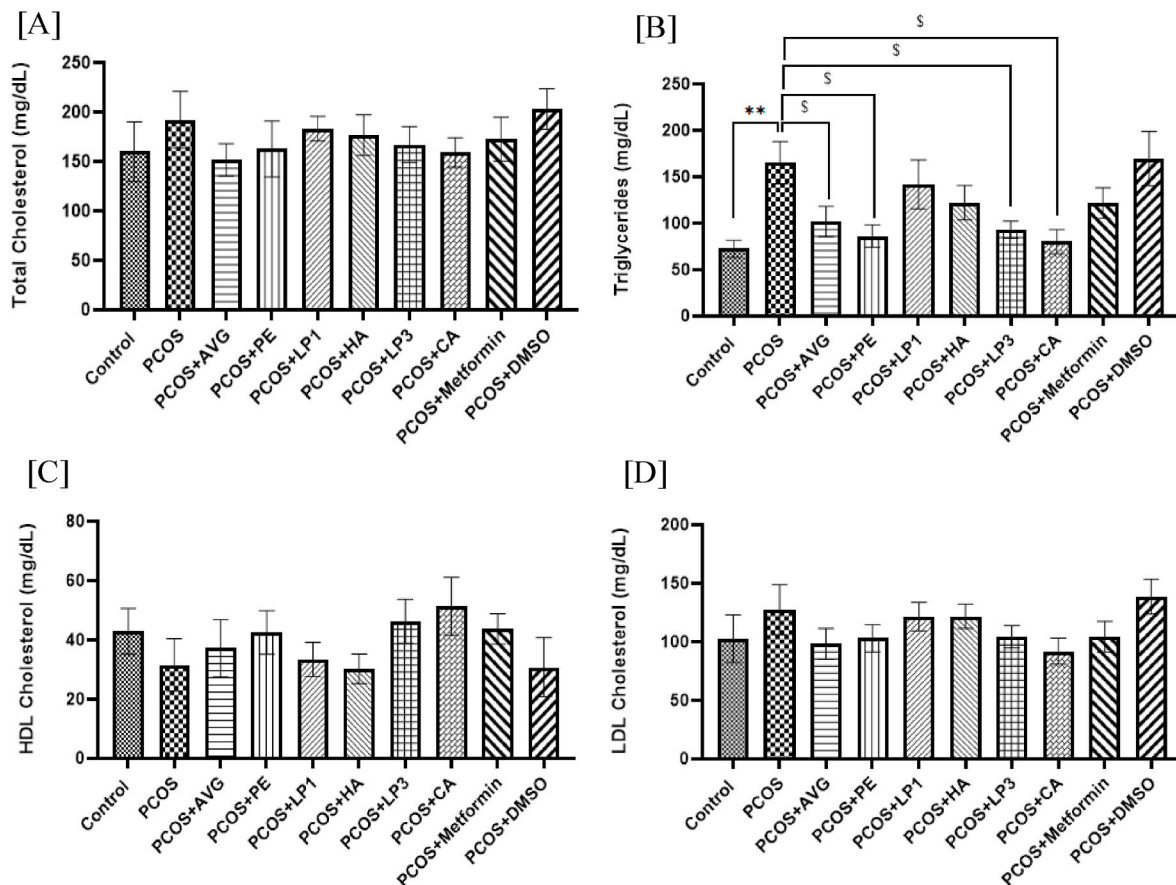 [A]
Total Cholesterol (mg/dL)
250
200
150
100
50
0
Control
PCOS
PCOS+AVG
PCOS+PE
PCOS+LP1
PCOS+HA
PCOS+LP3
PCOS+CA
PCOS+Metformin
PCOS+DMSO
[B]
Triglycerides (mg/dL)
250
200
150
100
50
0
$
$
$
**
$
Control
PCOS
PCOS+AVG
PCOS+PE
PCOS+LP1
PCOS+HA
PCOS+LP3
PCOS+CA
PCOS+Metformin
PCOS+DMSO
[C]
HDL Cholesterol (mg/dL)
80
60
40
20
0
Control
PCOS
PCOS+AVG
PCOS+PE
PCOS+LP1
PCOS+HA
PCOS+LP3
PCOS+CA
PCOS+Metformin
PCOS+DMSO
[D]
LDL Cholesterol (mg/dL)
200
150
100
50
0
Control
PCOS
PCOS+AVG
PCOS+PE
PCOS+LP1
PCOS+HA
PCOS+LP3
PCOS+CA
PCOS+Metformin
PCOS+DMSO